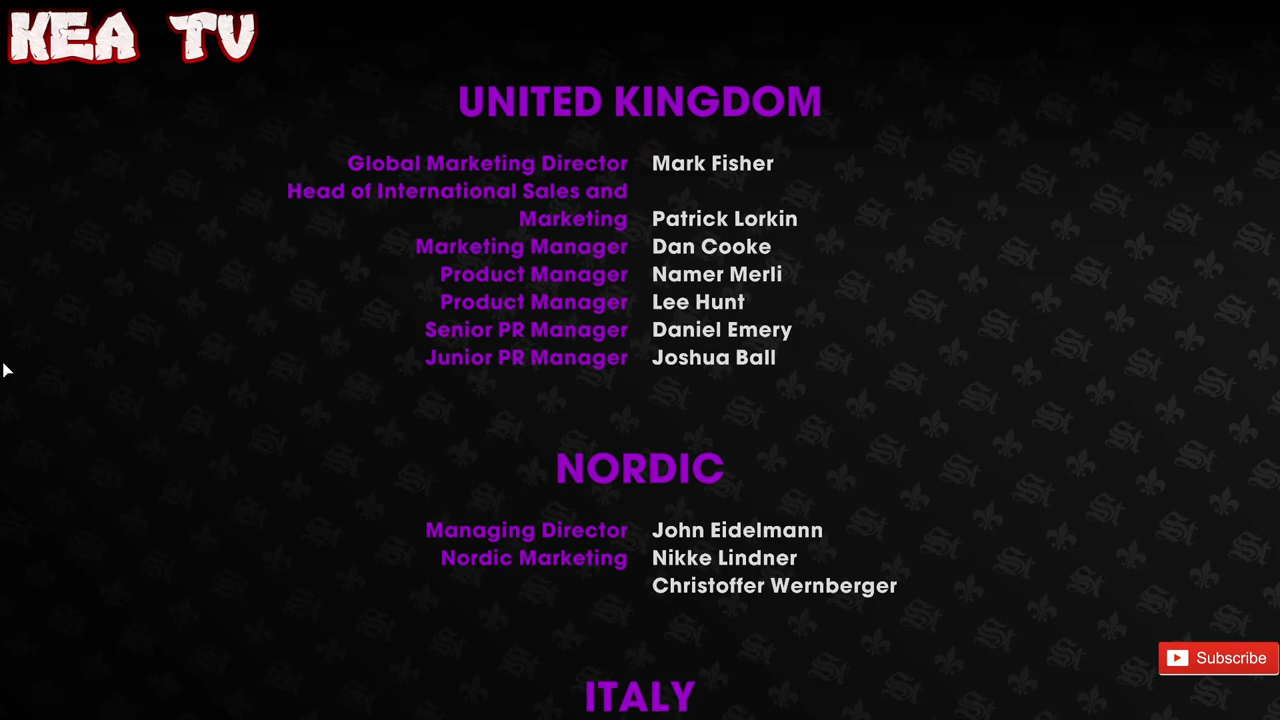 KEA TV
UNITED KINGDOM
Global Marketing Director Mark Fisher
Head of International Sales and
Marketing Patrick Lorkin
Marketing Manager Dan Cooke
Product Manager Namer Merli
Product Manager Lee Hunt
Senior PR Manager Daniel Emery
Junior PR Manager Joshua Ball
NORDIC
Managing Director John Eidelmann
Nordic Marketing Nikke Lindner
Christoffer Wernberger
Subscribe
ITALY